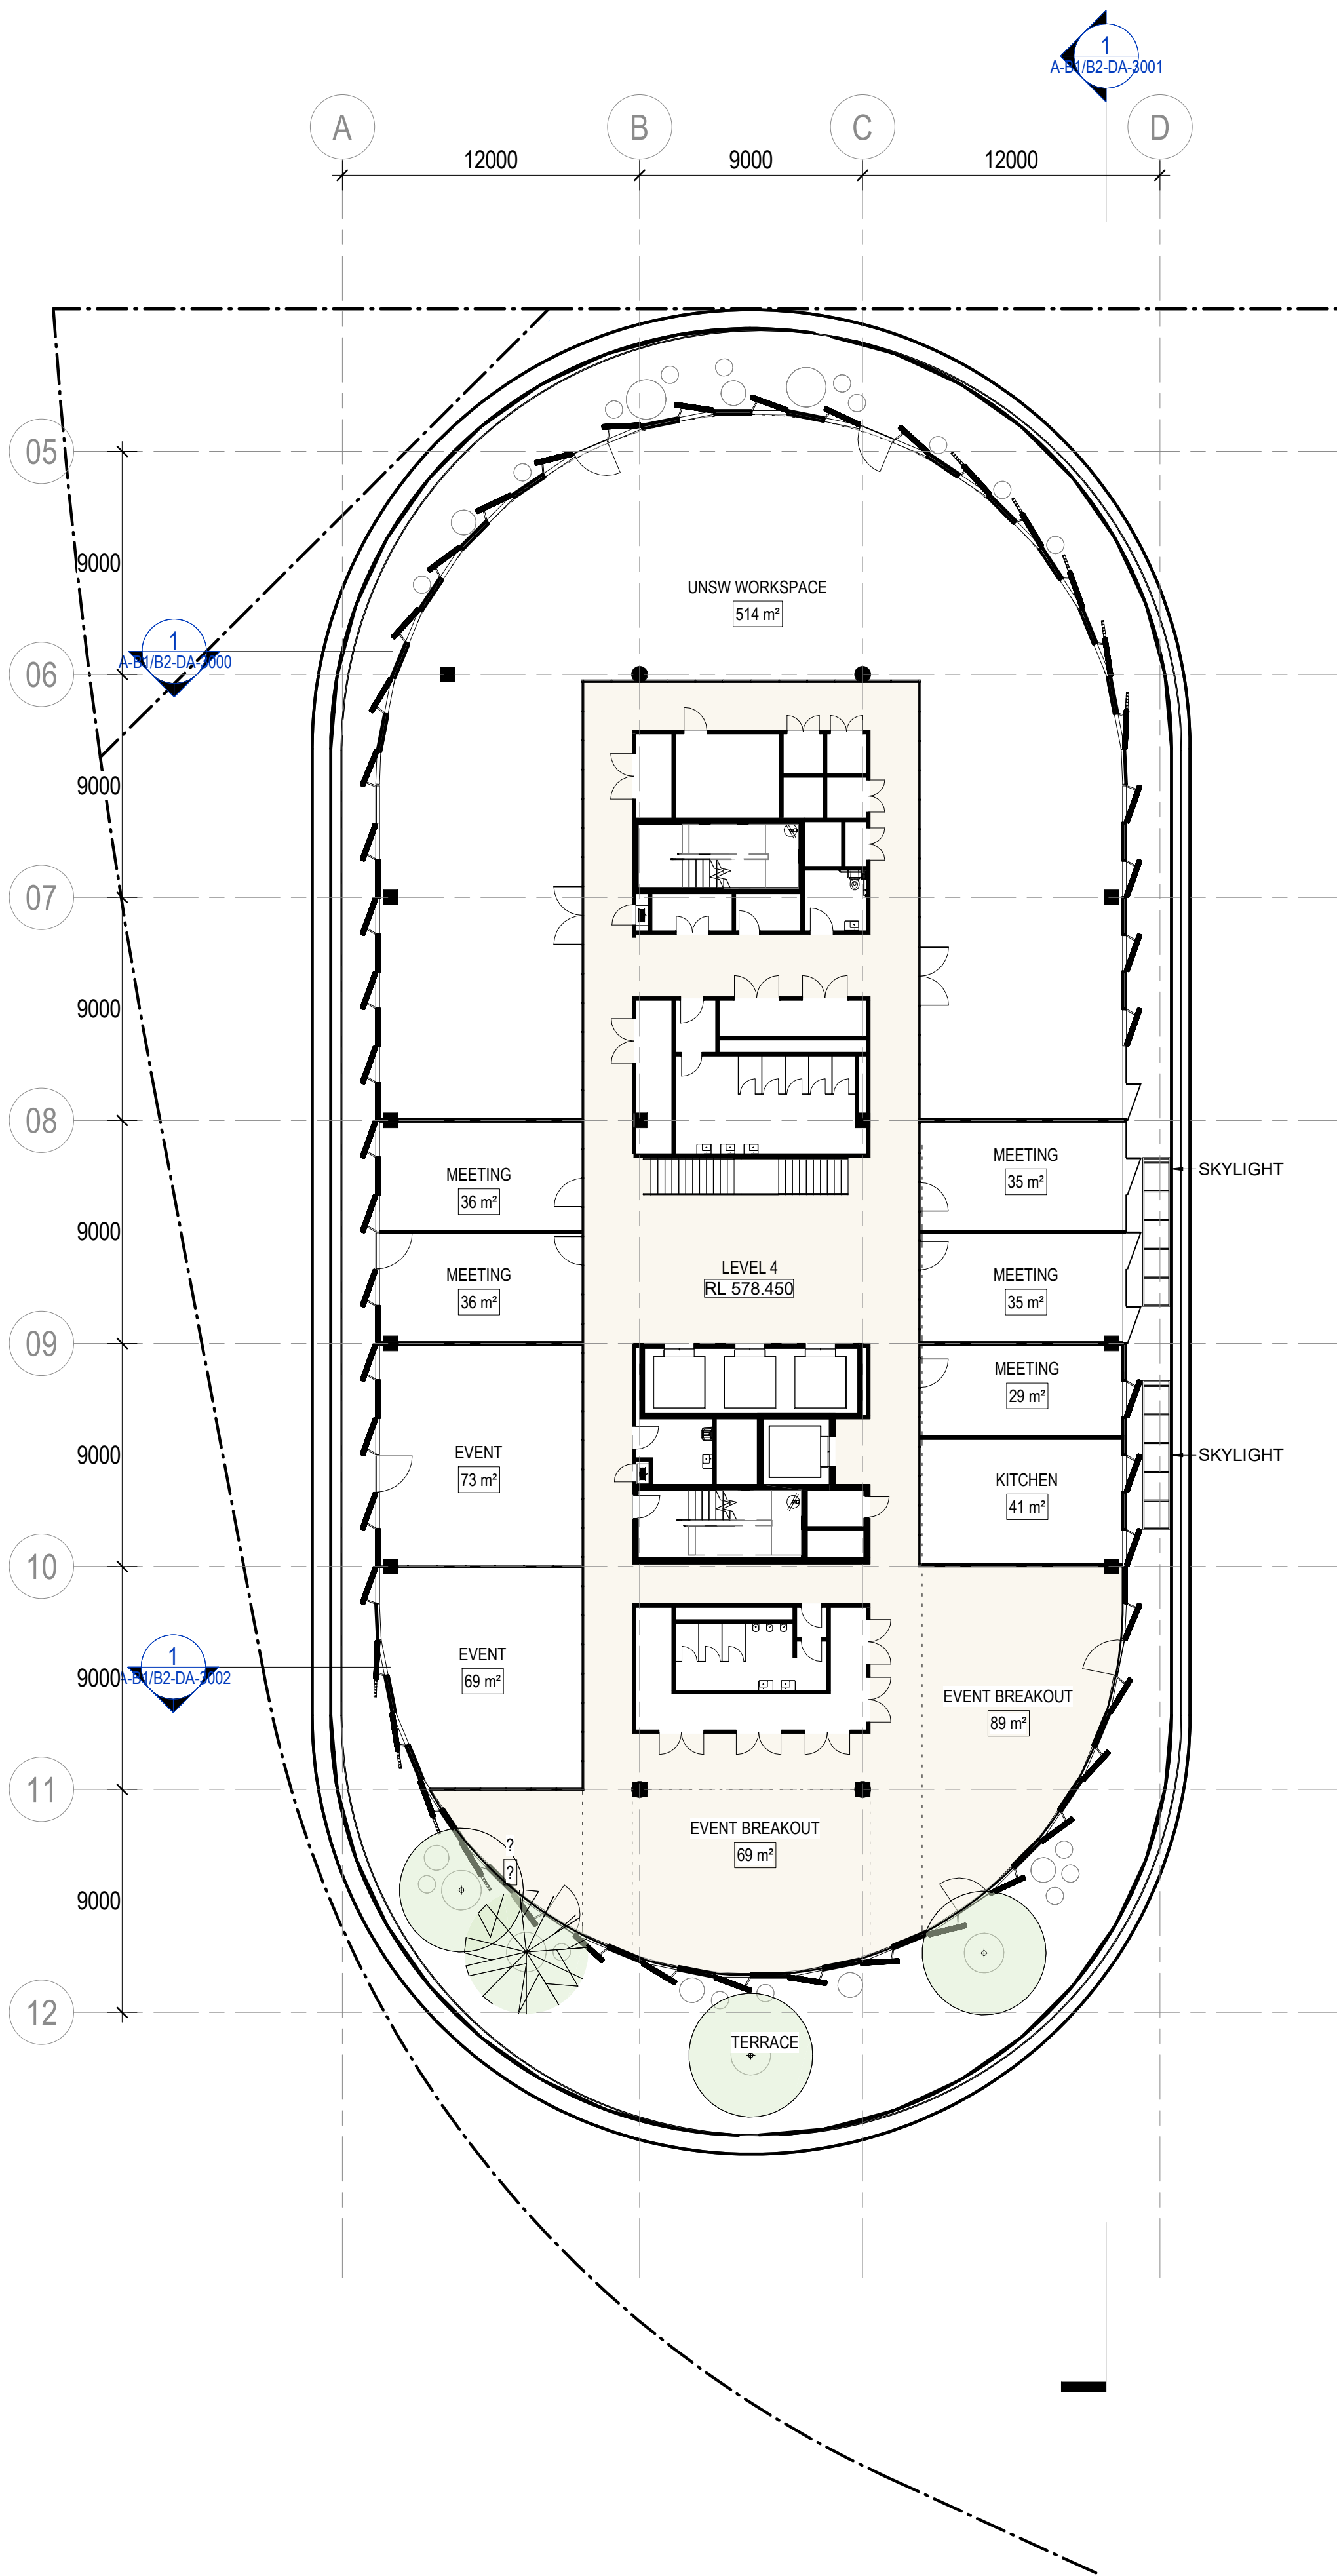 1
A-B1/B2-DA-3001
A
B
C
D
12000
9000
12000
05
9000
UNSW WORKSPACE
514 m²
1
A-B1/B2-DA-3000
06
9000
07
9000
08
MEETING
36 m²
MEETING
35 m²
SKYLIGHT
9000
MEETING
36 m²
LEVEL 4
RL 578.450
MEETING
35 m²
09
MEETING
29 m²
9000
EVENT
73 m²
KITCHEN
41 m²
SKYLIGHT
10
1
A-B1/B2-DA-3002
9000
EVENT
69 m²
EVENT BREAKOUT
89 m²
11
EVENT BREAKOUT
69 m²
?
?
9000
12
TERRACE